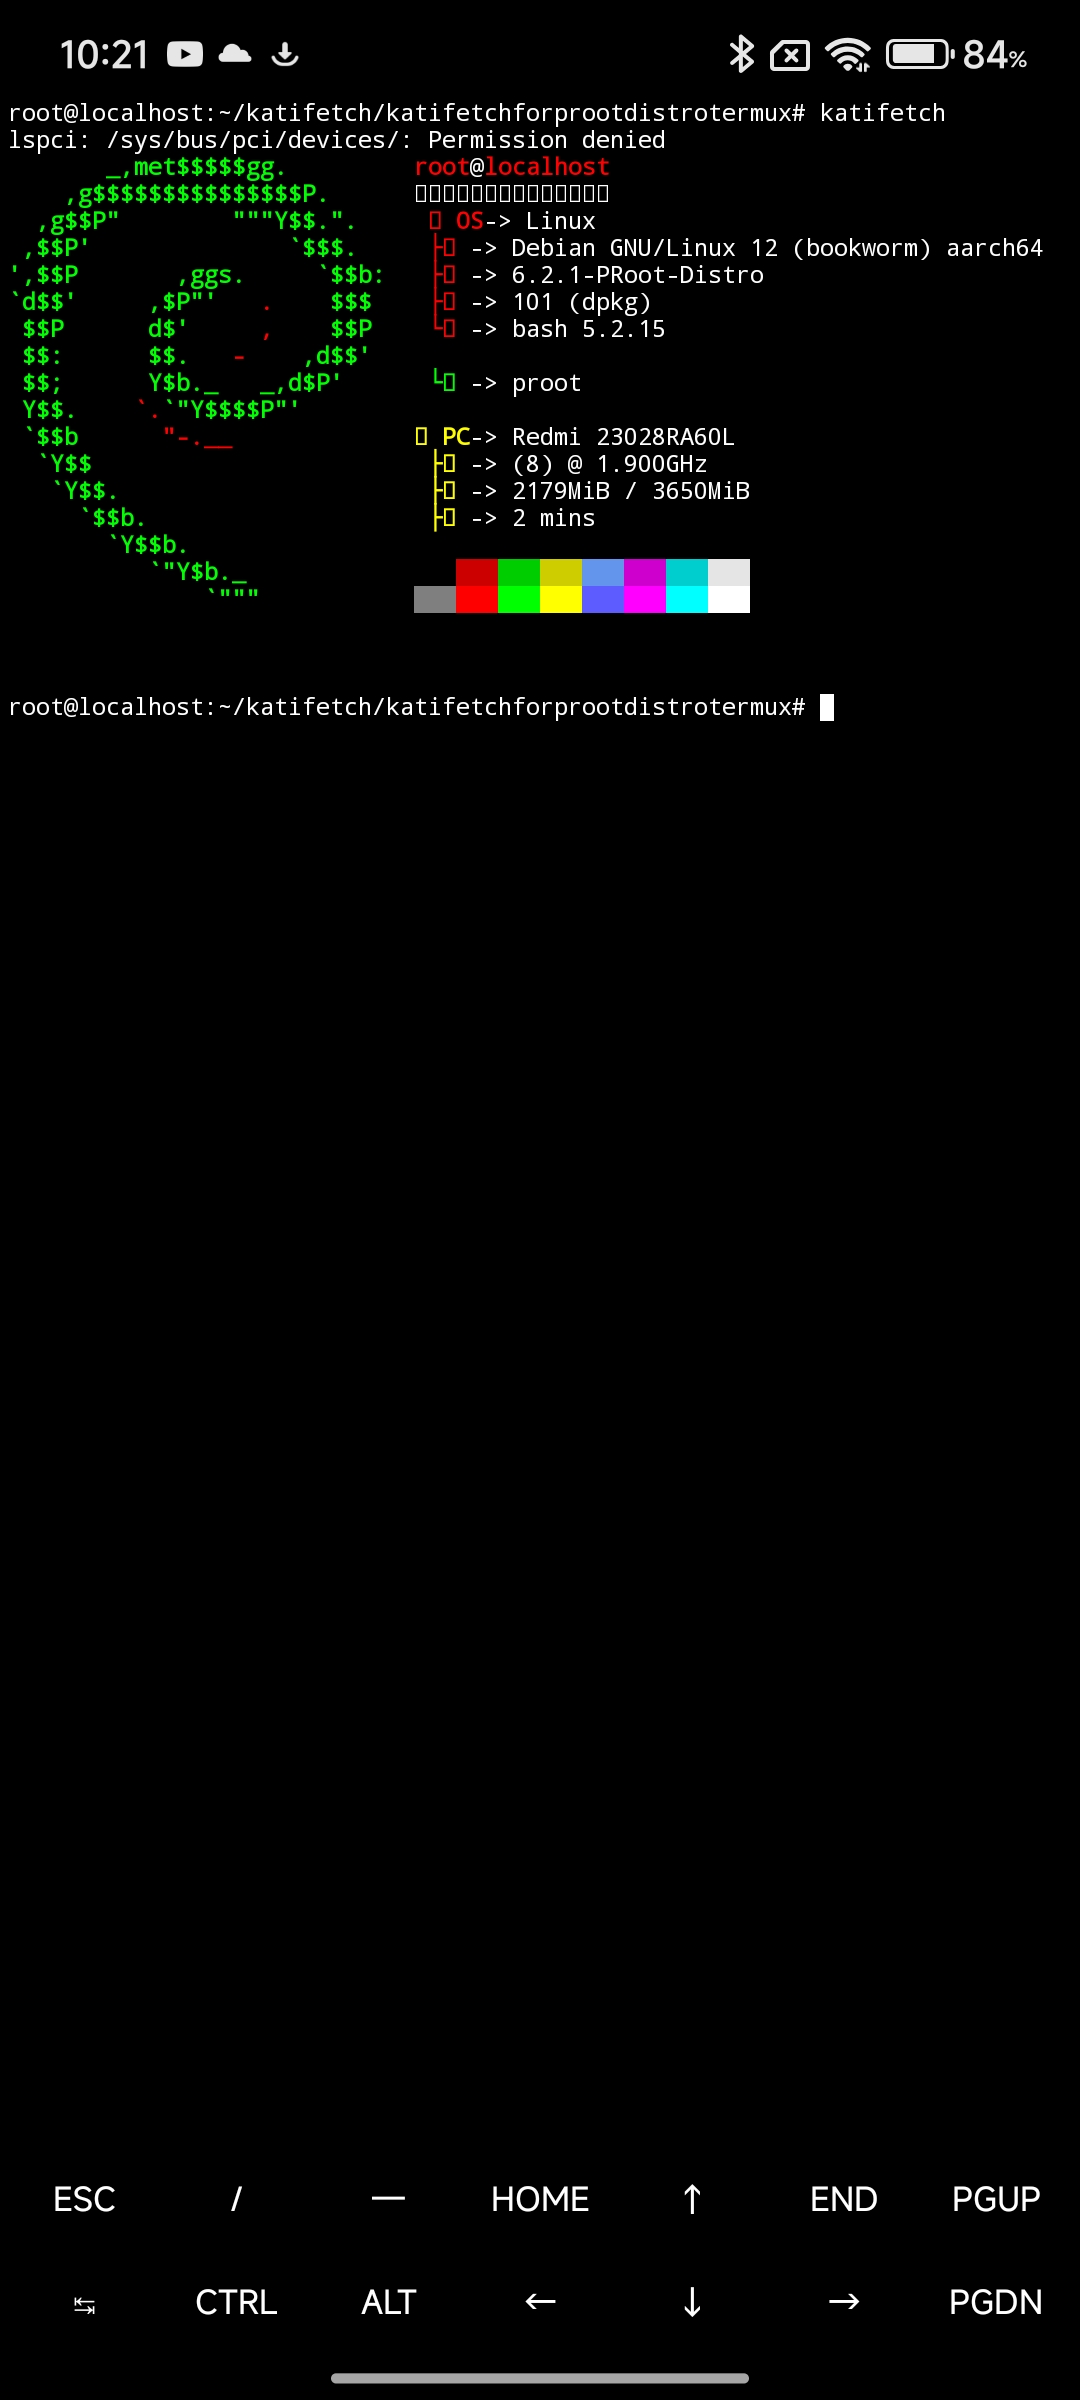 10:21 84%
root@localhost:~/katifetch/katifetchforprootdistrotermux# katifetch
lspci: /sys/bus/pci/devices/: Permission denied
       _,met$$$$$gg.         root@localhost
    ,g$$$$$$$$$$$$$$$P.      ▯▯▯▯▯▯▯▯▯▯▯▯▯▯
  ,g$$P"        """Y$$.".     ▯ OS-> Linux
 ,$$P'              `$$$.     ├▯ -> Debian GNU/Linux 12 (bookworm) aarch64
',$$P       ,ggs.     `$$b:   ├▯ -> 6.2.1-PRoot-Distro
`d$$'     ,$P"'   .    $$$    ├▯ -> 101 (dpkg)
 $$P      d$'     ,    $$P    └▯ -> bash 5.2.15
 $$:      $$.   -    ,d$$'
 $$;      Y$b._   _,d$P'      └▯ -> proot
 Y$$.    `.`"Y$$$$P"'
 `$$b      "-.__             ▯ PC-> Redmi 23028RA60L
  `Y$$                        ├▯ -> (8) @ 1.900GHz
   `Y$$.                      ├▯ -> 2179MiB / 3650MiB
     `$$b.                    ├▯ -> 2 mins
       `Y$$b.
          `"Y$b._
              `"""
root@localhost:~/katifetch/katifetchforprootdistrotermux#
ESC / — HOME ↑ END PGUP
↹ CTRL ALT ← ↓ → PGDN